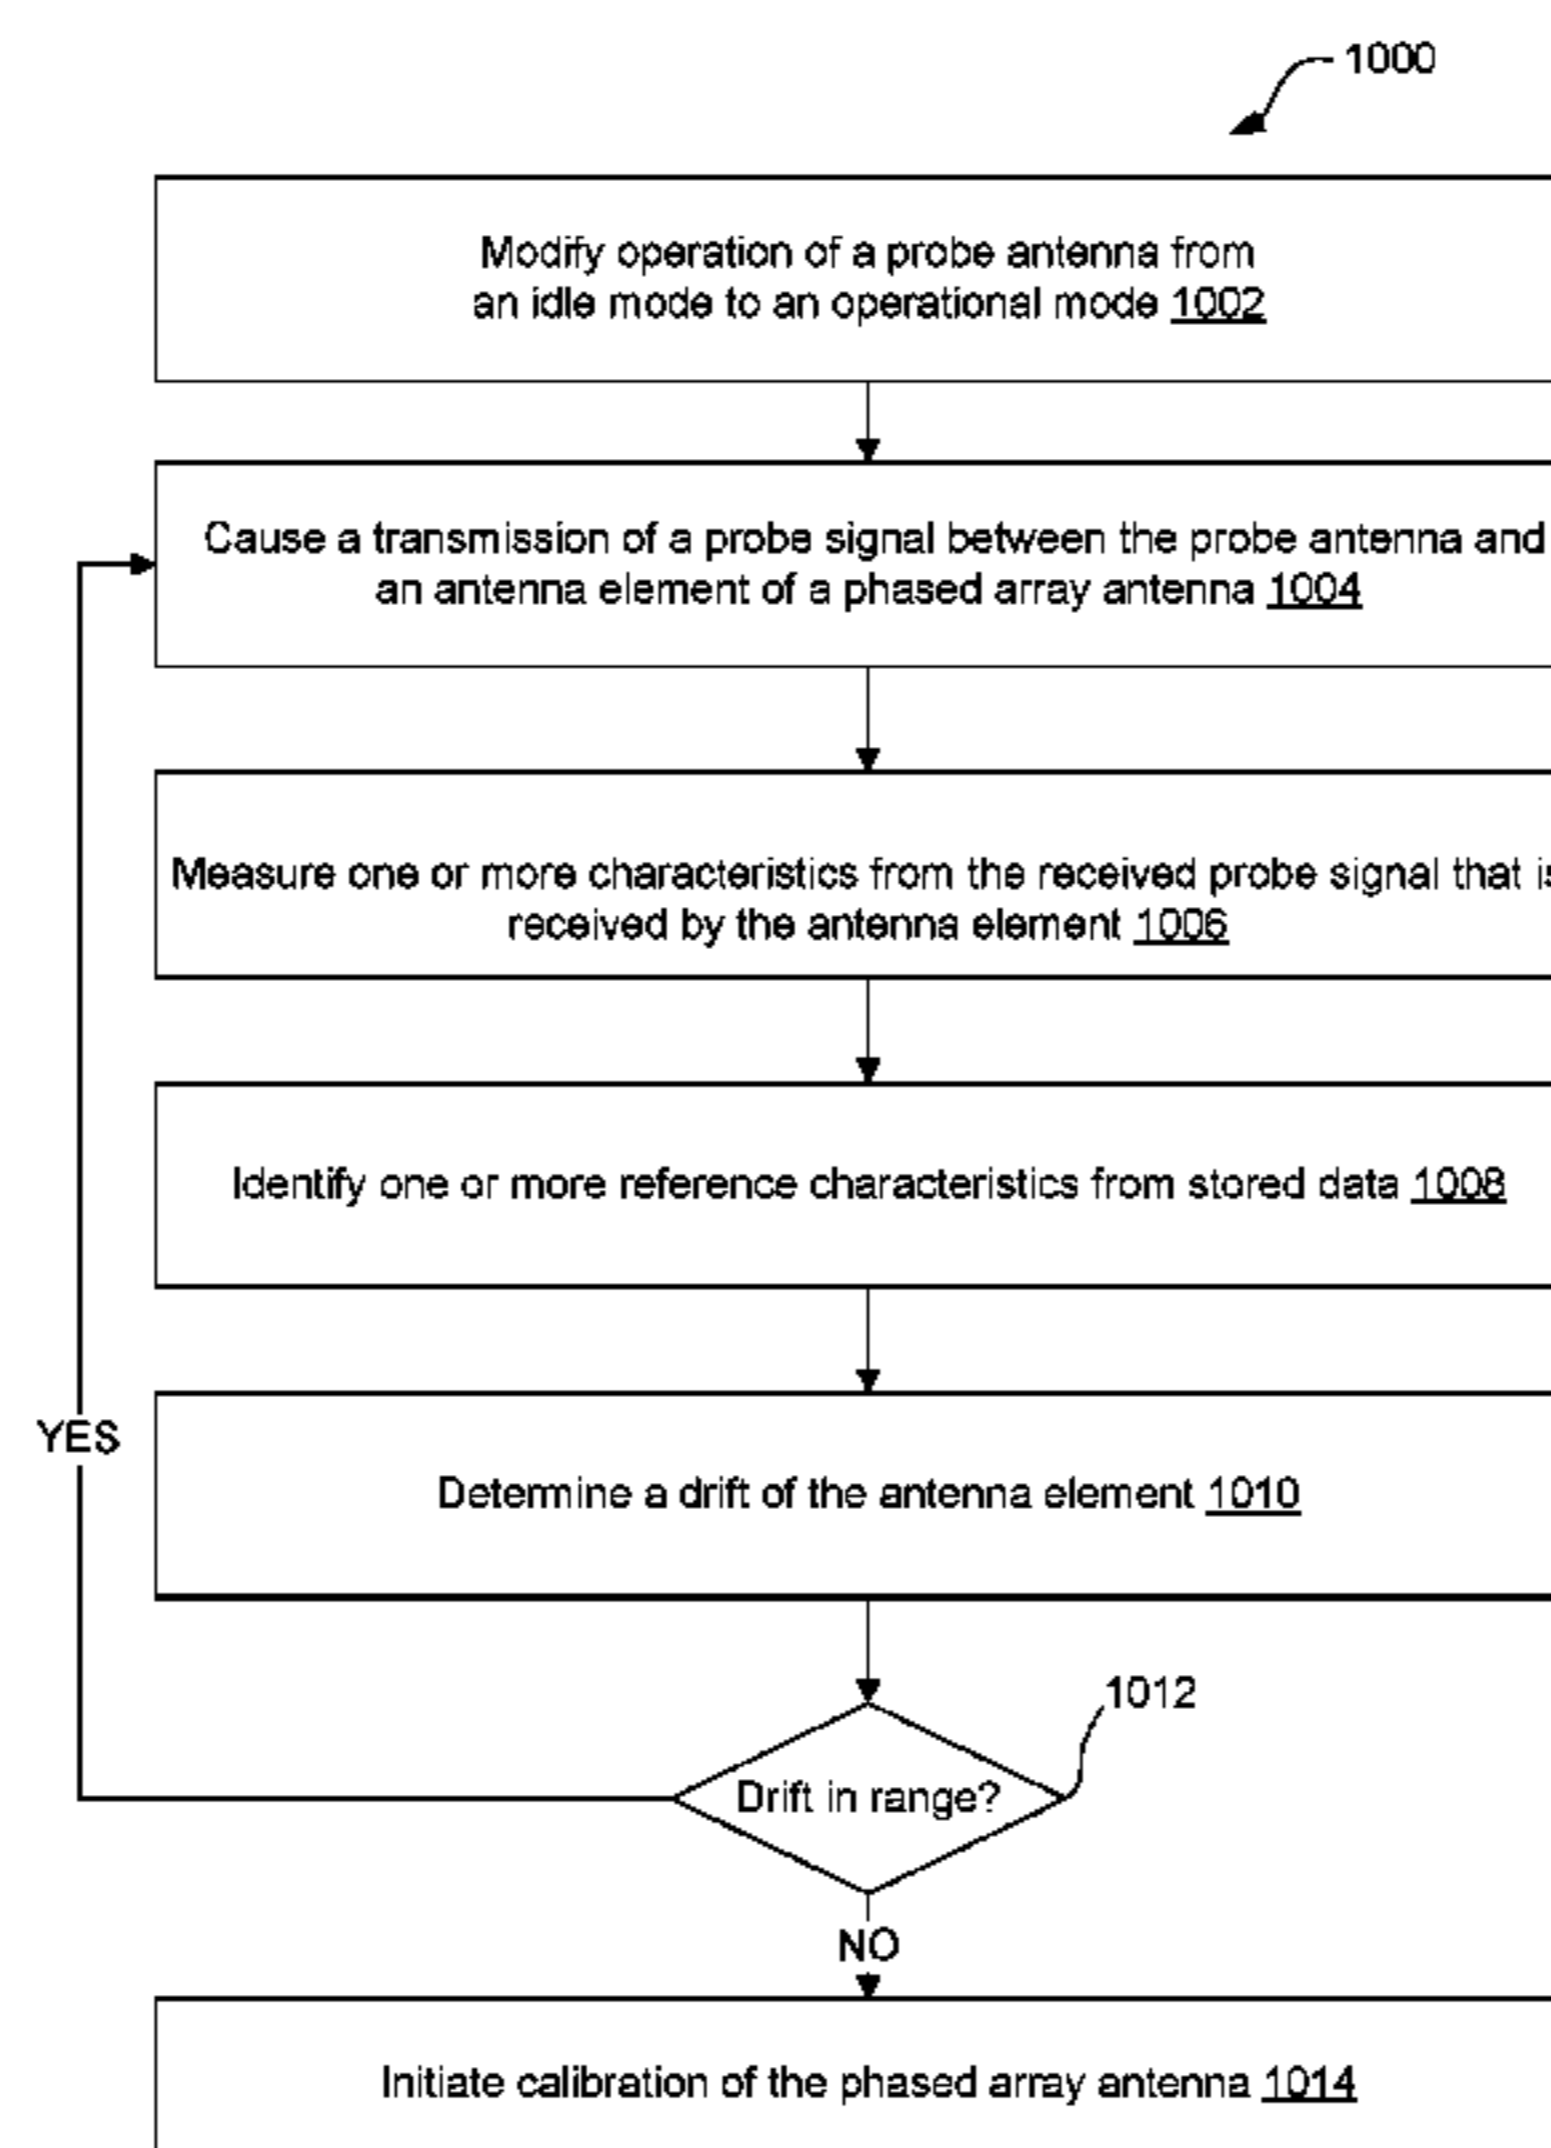 1000
Modify operation of a probe antenna from
an idle mode to an operational mode 1002
Cause a transmission of a probe signal between the probe antenna and
an antenna element of a phased array antenna 1004
Measure one or more characteristics from the received probe signal that is
received by the antenna element 1006
Identify one or more reference characteristics from stored data 1008
YES
Determine a drift of the antenna element 1010
1012
Drift in range?
NO
Initiate calibration of the phased array antenna 1014